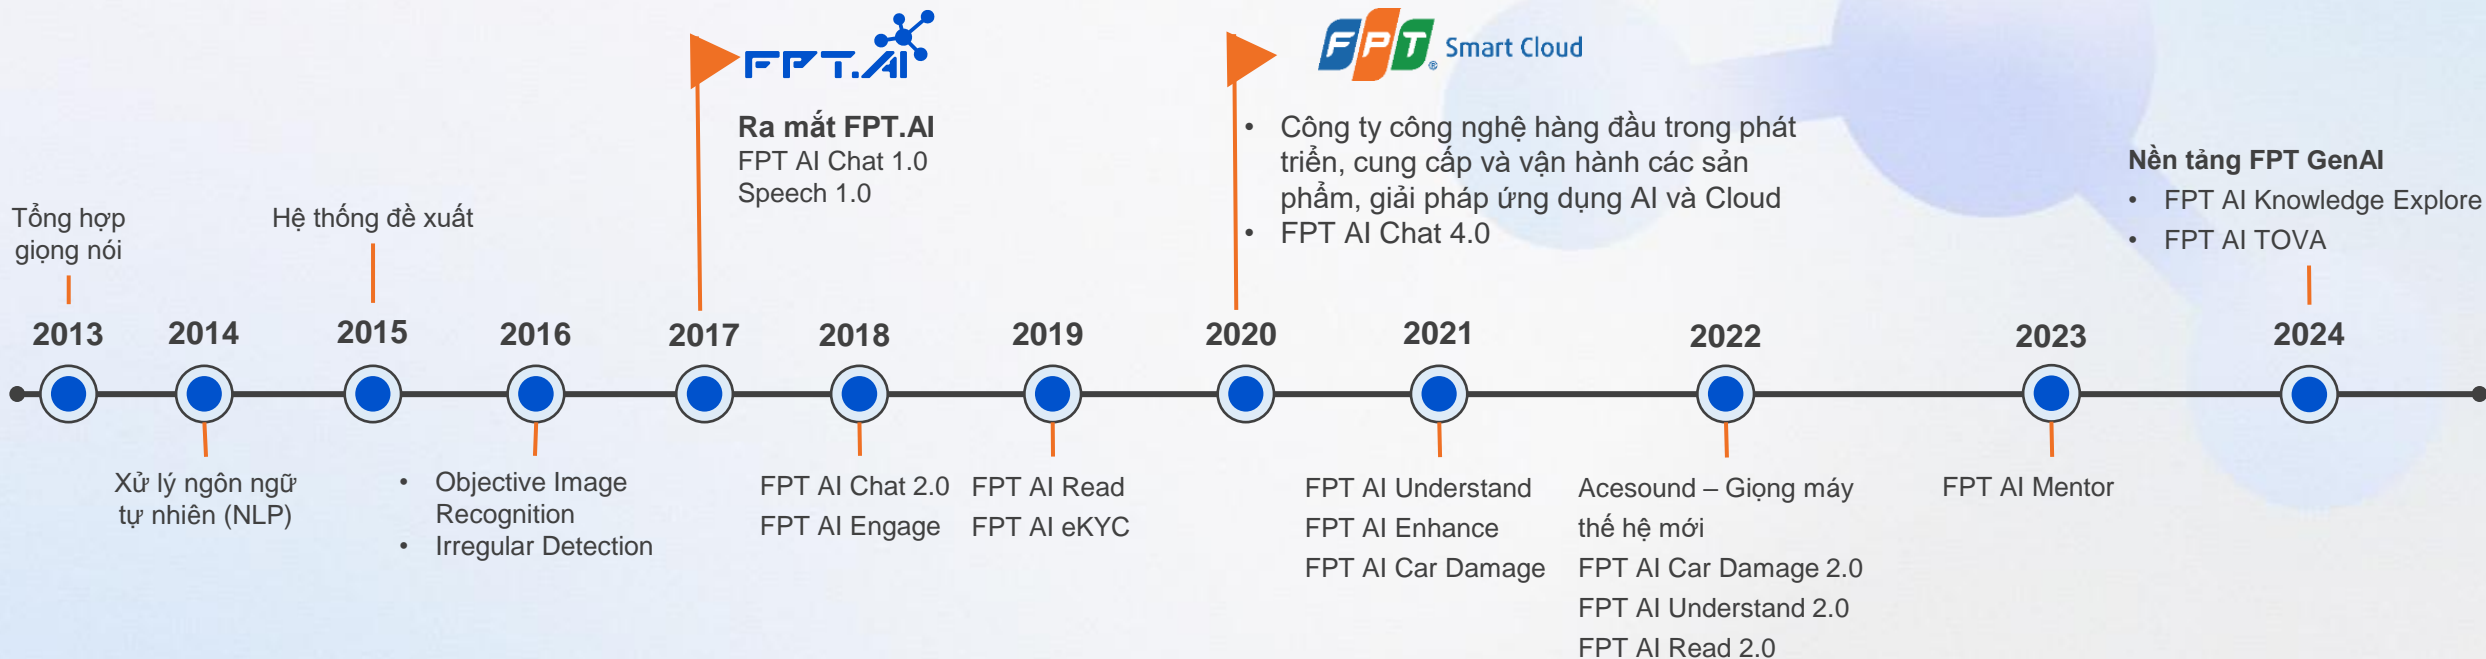 FPT.AI
Ra mắt FPT.AI
FPT AI Chat 1.0
Speech 1.0
FPT® Smart Cloud
• Công ty công nghệ hàng đầu trong phát
triển, cung cấp và vận hành các sản
phẩm, giải pháp ứng dụng AI và Cloud
• FPT AI Chat 4.0
Nền tảng FPT GenAI
• FPT AI Knowledge Explore
• FPT AI TOVA
Tổng hợp
giọng nói
Hệ thống đề xuất
2013
2014
2015
2016
2017
2018
2019
2020
2021
2022
2023
2024
Xử lý ngôn ngữ
tự nhiên (NLP)
• Objective Image
Recognition
• Irregular Detection
FPT AI Chat 2.0
FPT AI Engage
FPT AI Read
FPT AI eKYC
FPT AI Understand
FPT AI Enhance
FPT AI Car Damage
Acesound – Giọng máy
thế hệ mới
FPT AI Car Damage 2.0
FPT AI Understand 2.0
FPT AI Read 2.0
FPT AI Mentor